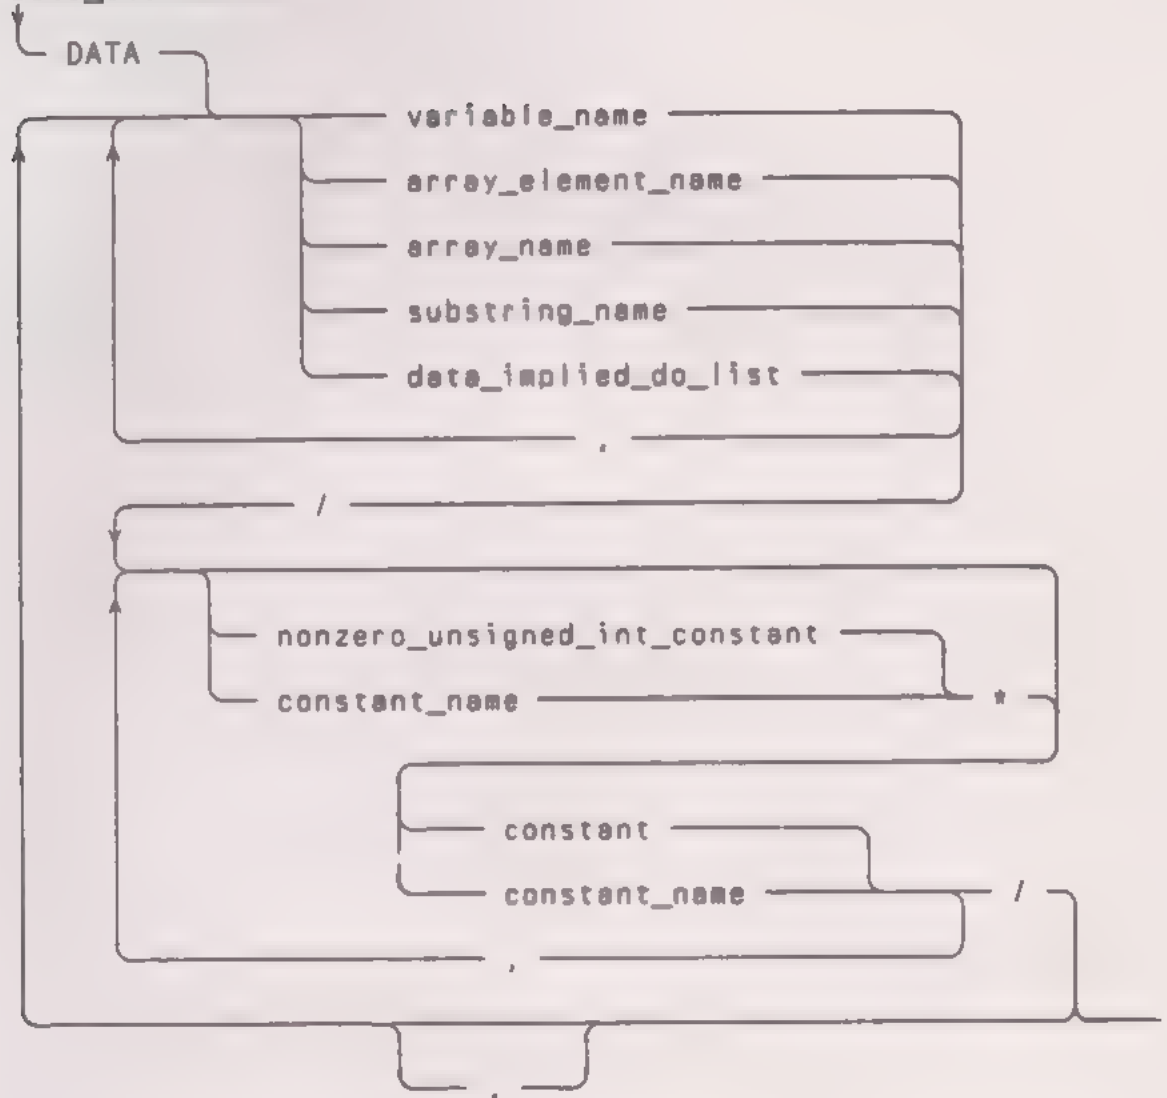 DATA
variable_name
array_element_name
array_name
substring_name
data_implied_do_list
,
/
nonzero_unsigned_int_constant
constant_name *
constant
constant_name /
,
,